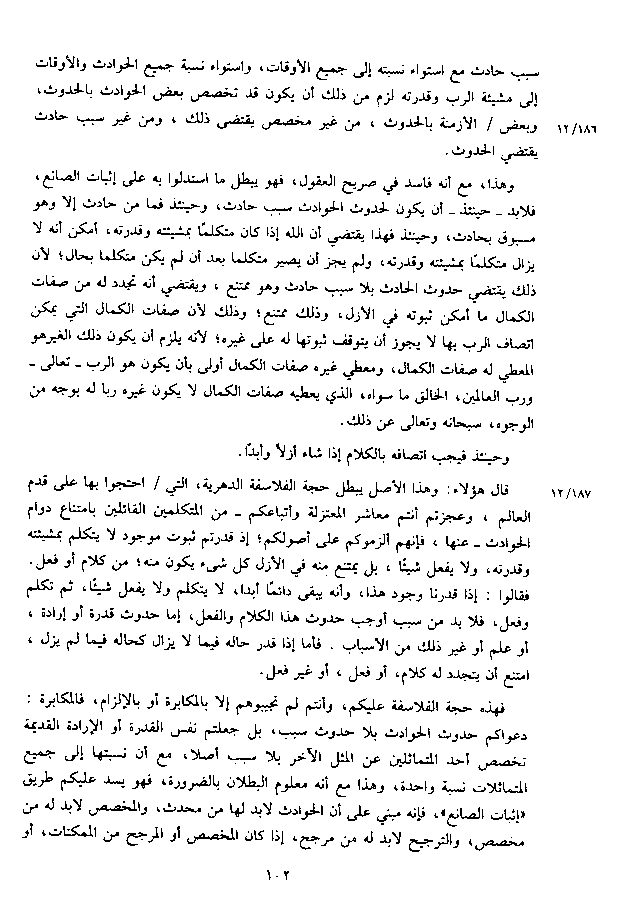 سبب حادث مع استواء نسبته إلى جميع الأوقات، واستواء نسبة جميع الحوادث والأوقات
إلى مشيئة الرب وقدرته لزم من ذلك أن يكون قد تخصص بعض الحوادث بالحدوث،
١٢/١٨٦ وبعض / الأزمنة بالحدوث ، من غير مخصص يقتضى ذلك ، ومن غير سبب حادث
يقتضي الحدوث.
وهذا، مع أنه فاسد في صريح العقول، فهو يبطل ما استدلوا به على إثبات الصانع،
فلابد ـ حينئذ ـ أن يكون لحدوث الحوادث سبب حادث، وحينئذ فما من حادث إلا وهو
مسبوق بحادث، وحينئذ فهذا يقتضي أن الله إذا كان متكلمًا بمشيئته وقدرته، أمكن أنه لا
يزال متكلمًا بمشيئته وقدرته، ولم يجز أن يصير متكلما بعد أن لم يكن متكلما بحال؛ لأن
ذلك يقتضي حدوث الحادث بلا سبب حادث وهو ممتنع ، ويقتضي أنه تجدد له من صفات
الكمال ما أمكن ثبوته في الأزل، وذلك ممتنع؛ وذلك لأن صفات الكمال التي يمكن
اتصاف الرب بها لا يجوز أن يتوقف ثبوتها له على غيره؛ لأنه يلزم أن يكون ذلك الغيرهو
المعطي له صفات الكمال، ومعطي غيره صفات الكمال أولى بأن يكون هو الرب ـ تعالى ـ
ورب العالمين، الخالق ما سواه، الذي يعطيه صفات الكمال لا يكون غيره ربا له بوجه من
الوجوه، سبحانه وتعالى عن ذلك.
وحينئذ فيجب اتصافه بالكلام إذا شاء أزلاً وأبدًا.
١٢/١٨٧ قال هؤلاء: وهذا الأصل يبطل حجة الفلاسفة الدهرية، التي / احتجوا بها على قدم
العالم ، وعجزتم أنتم معاشر المعتزلة وأتباعكم ـ من المتكلمين القائلين بامتناع دوام
الحوادث ـ عنها ، فإنهم ألزموكم على أصولكم؛ إذ قدرتم ثبوت موجود لا يتكلم بمشيئته
وقدرته، ولا يفعل شيئًا ، بل يمتنع منه في الأزل كل شىء يكون منه؛ من كلام أو فعل.
فقالوا : إذا قدرنا وجود هذا، وأنه يبقى دائمًا أبدا، لا يتكلم ولا يفعل شيئًا، ثم تكلم
وفعل، فلا بد من سبب أوجب حدوث هذا الكلام والفعل، إما حدوث قدرة أو إرادة ،
أو علم أو غير ذلك من الأسباب . فأما إذا قدر حاله فيما لا يزال كحاله فيما لم يزل ،
امتنع أن يتجدد له كلام، أو فعل ، أو غير فعل.
فهذه حجة الفلاسفة عليكم، وأنتم لم تجيبوهم إلا بالمكابرة أو بالإلزام، فالمكابرة :
دعواكم حدوث الحوادث بلا حدوث سبب، بل جعلتم نفس القدرة أو الإرادة القديمة
تخصص أحد المتماثلين عن المثل الآخر بلا سبب أصلا، مع أن نسبتها إلى جميع
المتماثلات نسبة واحدة، وهذا مع أنه معلوم البطلان بالضرورة، فهو يسد عليكم طريق
«إثبات الصانع»، فإنه مبني على أن الحوادث لابد لها من محدث، والمخصص لابد له من
مخصص، والترجيح لابد له من مرجح، إذا كان المخصص أو المرجح من الممكنات، أو
١٠٢